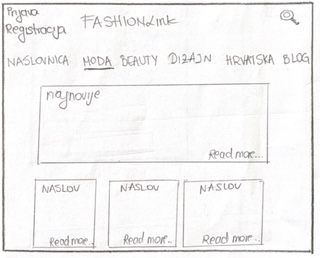 Prijava
Registracija
FASHIONLink
NASLOVNICA MODA BEAUTY DIZAJN HRVATSKA BLOG
najnovije
Read more...
NASLOV NASLOV NASLOV
Read more.. Read more.. Read more...